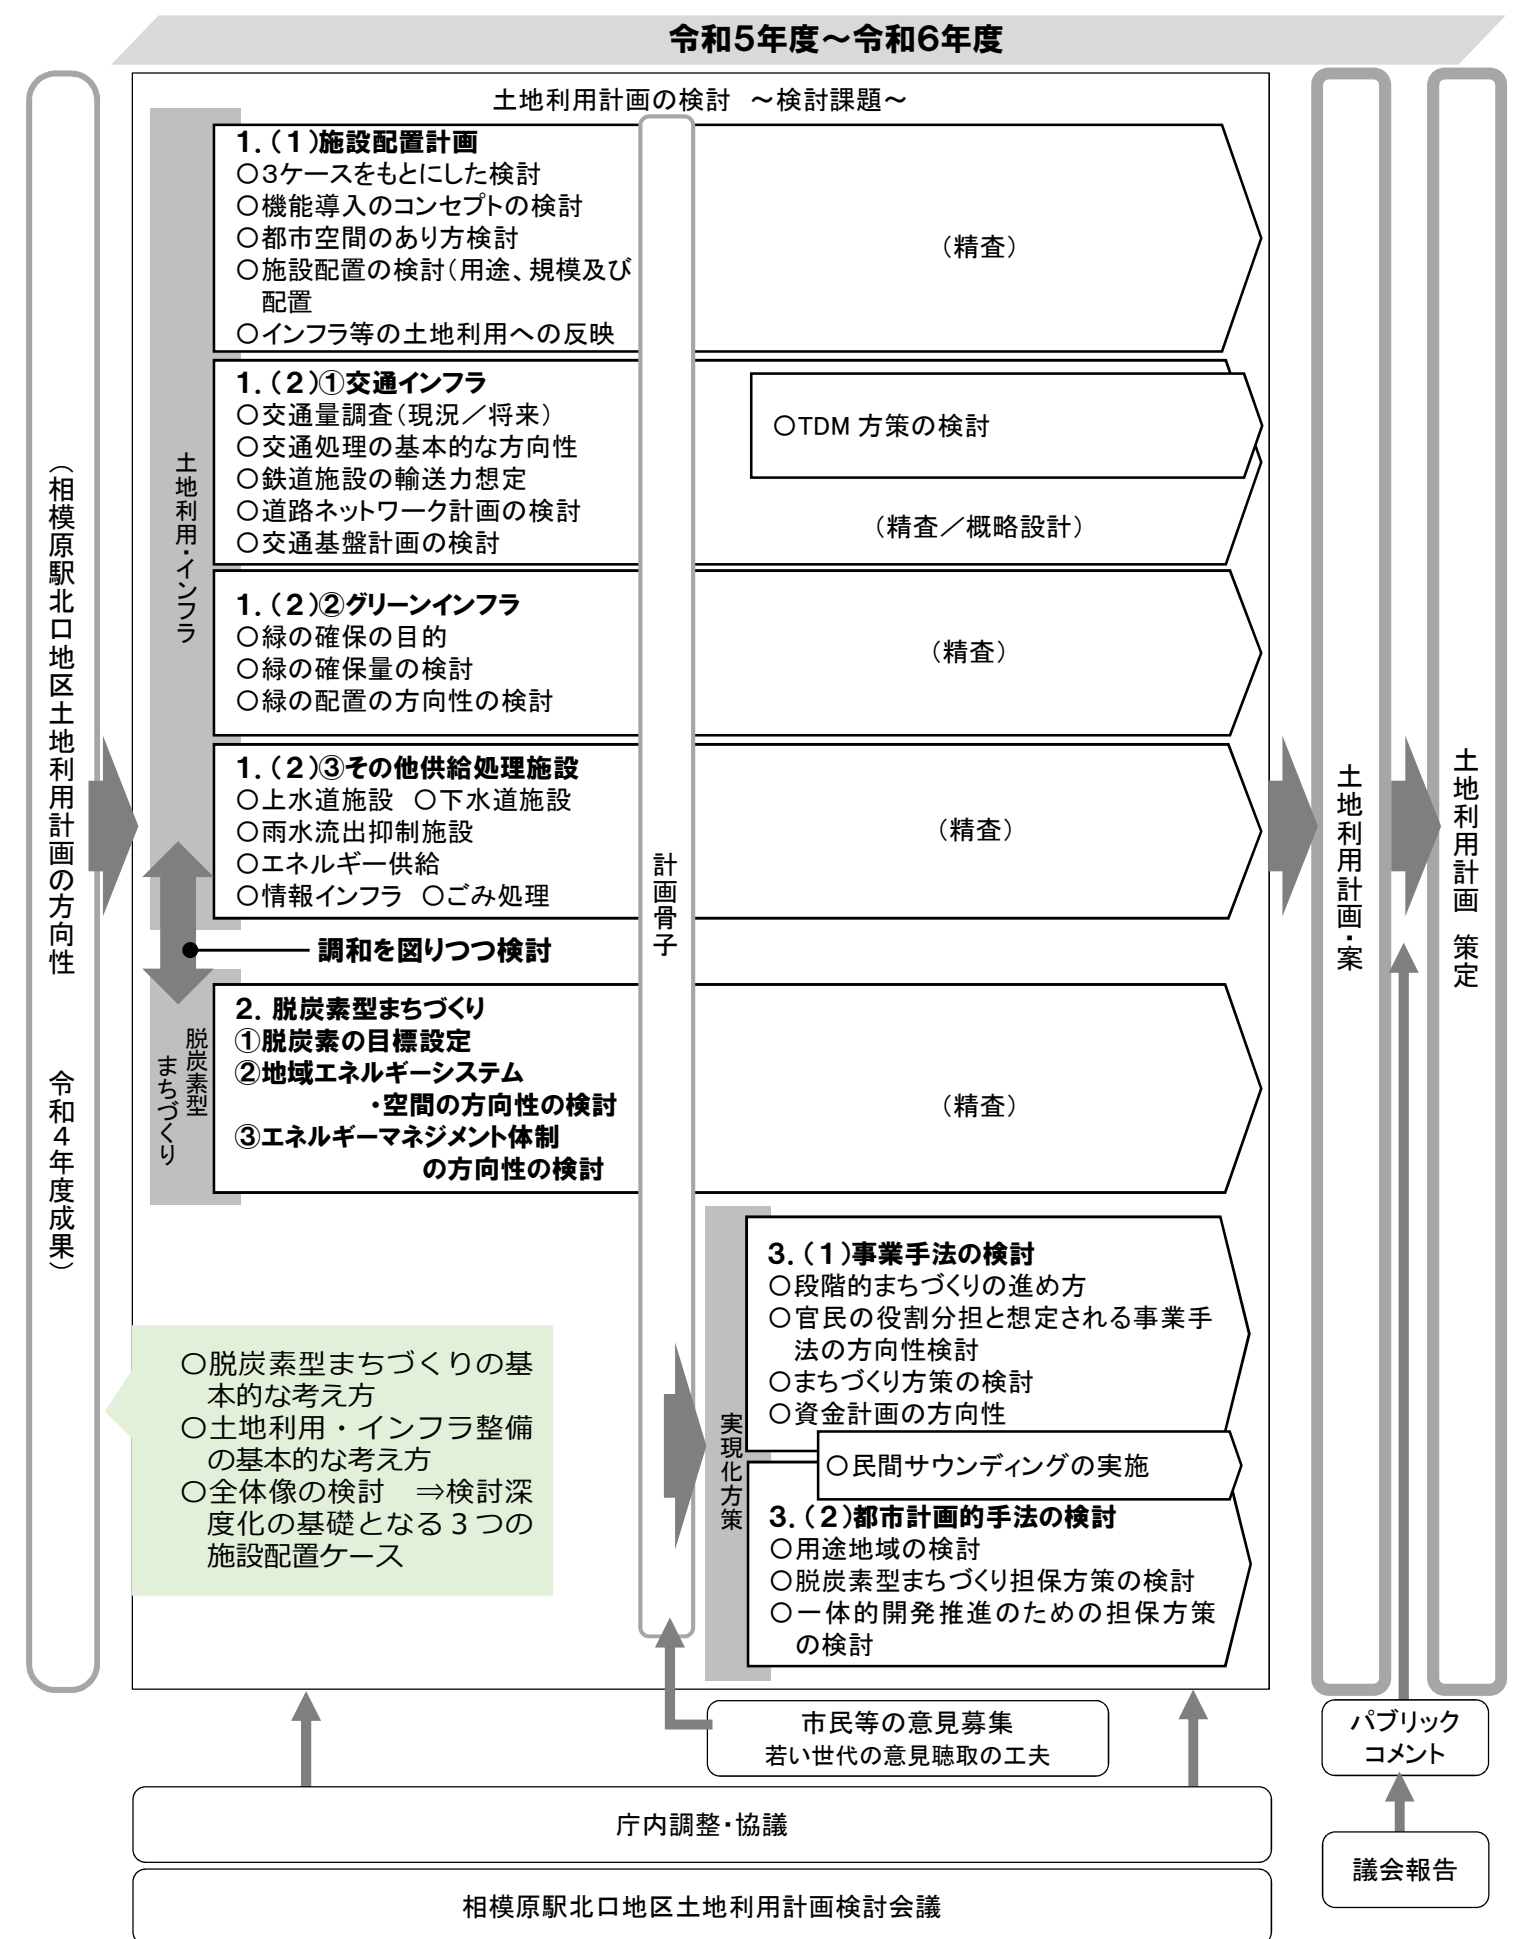 令和5年度～令和6年度
（相模原駅北口地区土地利用計画の方向性　令和４年度成果）
土地利用計画の検討　～検討課題～
土地利用・インフラ
1．（１）施設配置計画
○3ケースをもとにした検討
○機能導入のコンセプトの検討
○都市空間のあり方検討
○施設配置の検討（用途、規模及び
配置
○インフラ等の土地利用への反映
（精査）
1．（２）①交通インフラ
○交通量調査（現況／将来）
○交通処理の基本的な方向性
○鉄道施設の輸送力想定
○道路ネットワーク計画の検討
○交通基盤計画の検討
○TDM 方策の検討
（精査／概略設計）
1．（２）②グリーンインフラ
○緑の確保の目的
○緑の確保量の検討
○緑の配置の方向性の検討
（精査）
1．（２）③その他供給処理施設
○上水道施設　○下水道施設
○雨水流出抑制施設
○エネルギー供給
○情報インフラ　○ごみ処理
（精査）
計画骨子
調和を図りつつ検討
脱炭素型
まちづくり
2．脱炭素型まちづくり
①脱炭素の目標設定
②地域エネルギーシステム
・空間の方向性の検討
③エネルギーマネジメント体制
の方向性の検討
（精査）
実現化方策
3．（１）事業手法の検討
○段階的まちづくりの進め方
○官民の役割分担と想定される事業手
法の方向性検討
○まちづくり方策の検討
○資金計画の方向性
○民間サウンディングの実施
3．（２）都市計画的手法の検討
○用途地域の検討
○脱炭素型まちづくり担保方策の検討
○一体的開発推進のための担保方策
の検討
○脱炭素型まちづくりの基
本的な考え方
○土地利用・インフラ整備
の基本的な考え方
○全体像の検討　⇒検討深
度化の基礎となる３つの
施設配置ケース
土地利用計画・案
土地利用計画　策定
市民等の意見募集
若い世代の意見聴取の工夫
パブリック
コメント
庁内調整・協議
議会報告
相模原駅北口地区土地利用計画検討会議